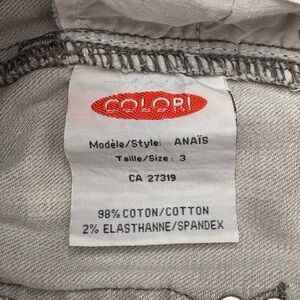 COLORI
Modèle/Style: ANAÏS
Taille/Size : 3
CA 27319
98% COTON/COTTON
2% ELASTHANNE/SPANDEX